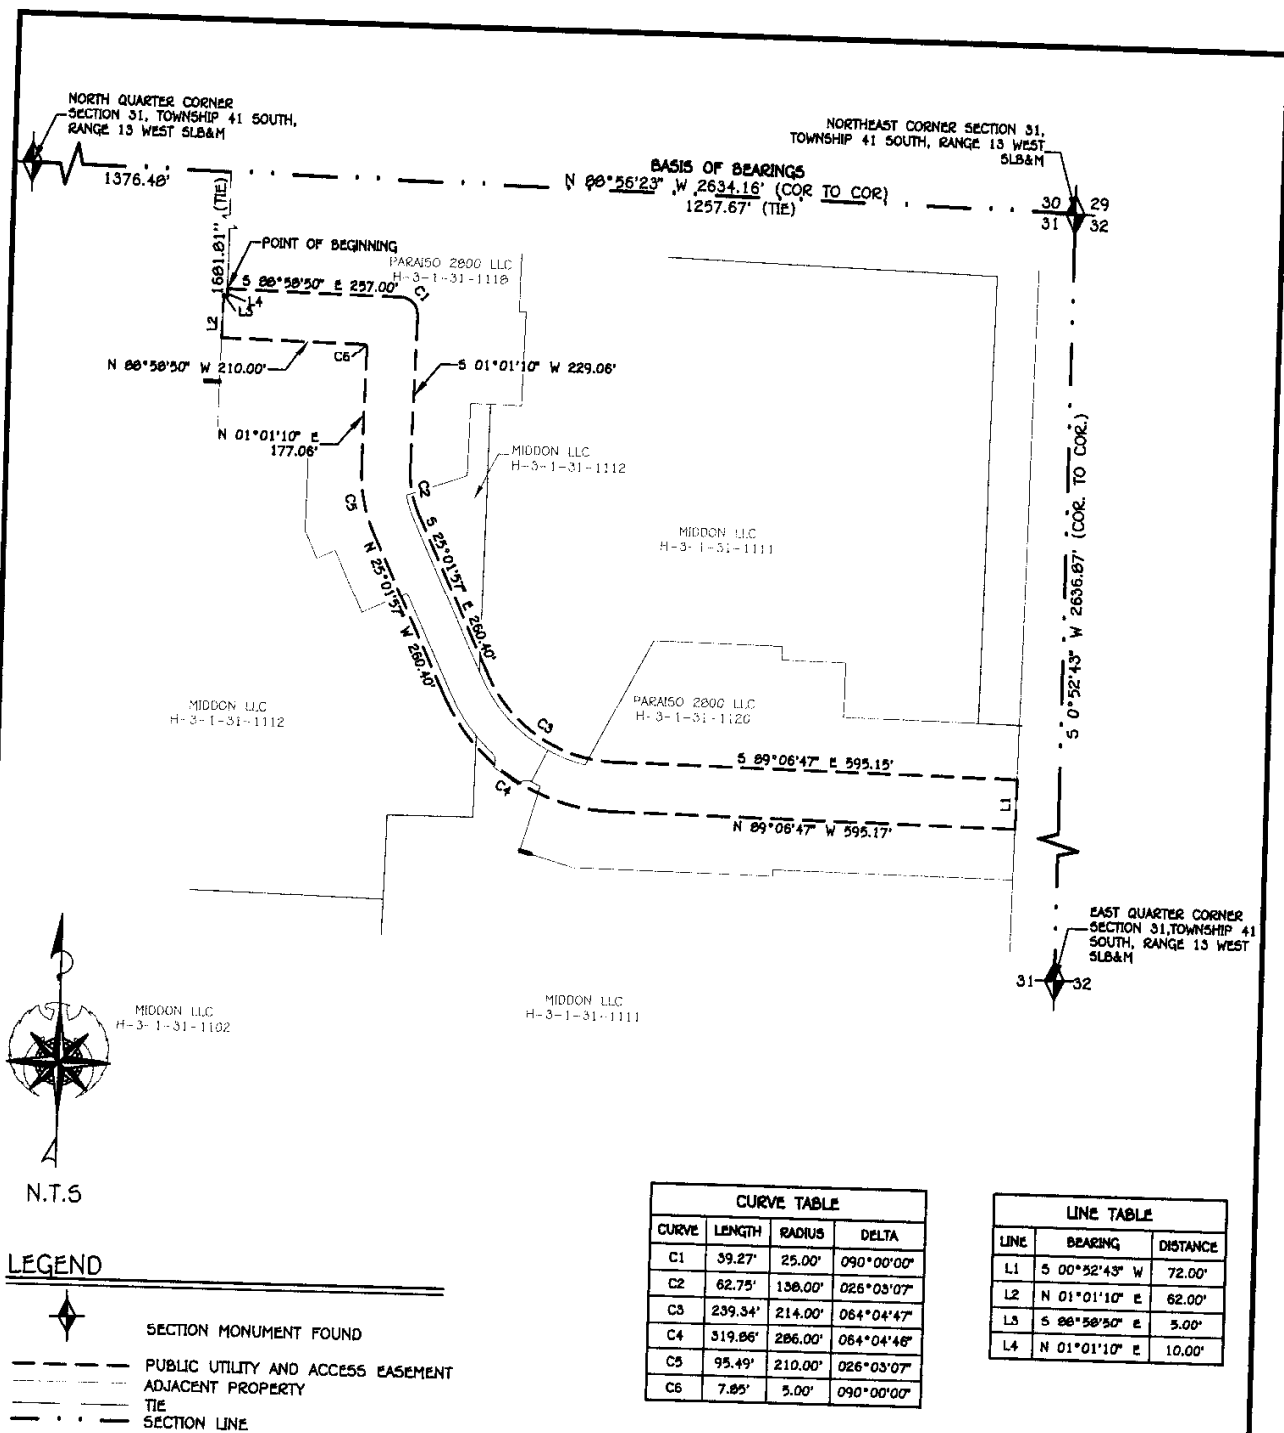 NORTH QUARTER CORNER
SECTION 31, TOWNSHIP 41 SOUTH,
RANGE 13 WEST SLB&M
NORTHEAST CORNER SECTION 31,
TOWNSHIP 41 SOUTH, RANGE 13 WEST
SLB&M
1376.48'
BASIS OF BEARINGS
N 88°56'23" W 2634.16' (COR TO COR)
1257.67' (TIE)
30 29
31 32
1681.81" (TIE)
POINT OF BEGINNING
PARAISO 2800 LLC
H-3-1-31-1118
S 88°58'50" E 257.00'
C1
L4
L3
L2
C6
N 88°58'50" W 210.00'
S 01°01'10" W 229.06'
N 01°01'10" E
177.06'
MIDDON LLC
H-3-1-31-1112
C5
C2
S 25°01'57" E 260.40'
N 25°01'57" W 260.40'
MIDDON LLC
H-3-1-31-1111
S 0°52'43" W 2636.87' (COR. TO COR.)
MIDDON LLC
H-3-1-31-1112
PARAISO 2800 LLC
H-3-1-31-1120
C3
S 89°06'47" E 595.15'
C4
L1
N 89°06'47" W 595.17'
EAST QUARTER CORNER
SECTION 31,TOWNSHIP 41
SOUTH, RANGE 13 WEST
SLB&M
31 32
MIDDON LLC
H-3-1-31-1102
MIDDON LLC
H-3-1-31-1111
N.T.S
CURVE TABLE
CURVE LENGTH RADIUS DELTA
C1 39.27' 25.00' 090°00'00"
C2 62.75' 138.00' 026°03'07"
C3 239.34' 214.00' 064°04'47"
C4 319.86' 286.00' 064°04'48"
C5 95.49' 210.00' 026°03'07"
C6 7.85' 5.00' 090°00'00"
LINE TABLE
LINE BEARING DISTANCE
L1 S 00°52'43" W 72.00'
L2 N 01°01'10" E 62.00'
L3 S 88°58'50" E 5.00'
L4 N 01°01'10" E 10.00'
LEGEND
SECTION MONUMENT FOUND
PUBLIC UTILITY AND ACCESS EASEMENT
ADJACENT PROPERTY
TIE
SECTION LINE